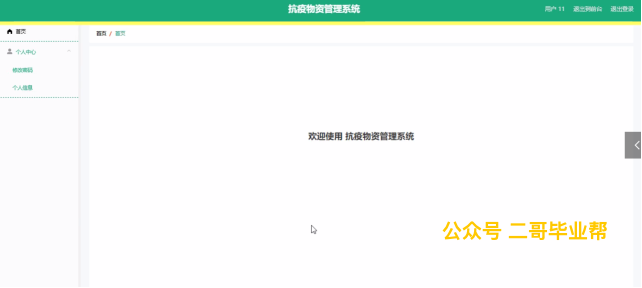 抗疫物资管理系统
用户 11 退出到前台 退出登录
首页
首页 / 首页
个人中心
修改密码
个人信息
欢迎使用 抗疫物资管理系统
公众号 二哥毕业帮